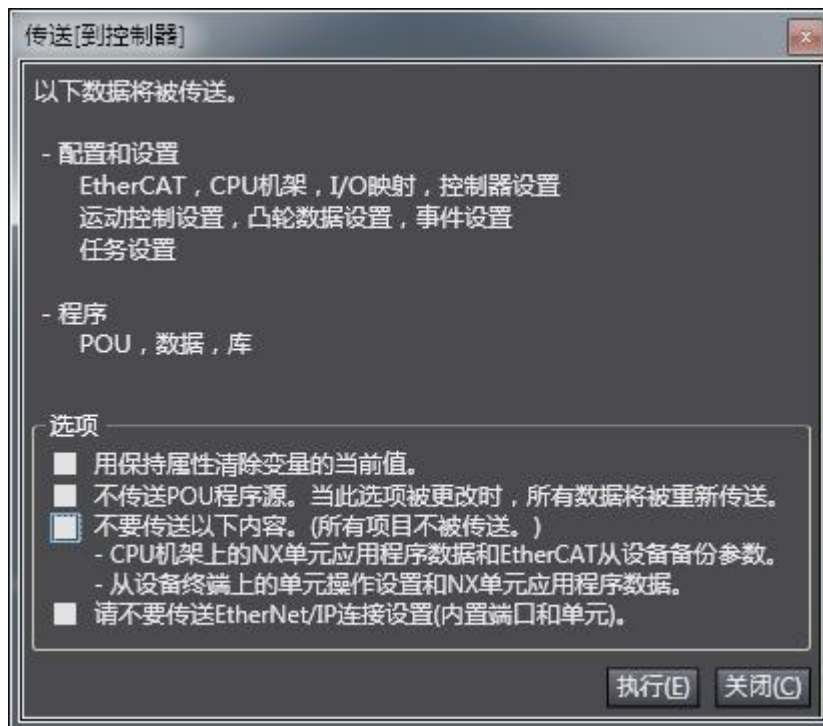 传送[到控制器]
以下数据将被传送。
- 配置和设置
EtherCAT，CPU机架，I/O映射，控制器设置
运动控制设置，凸轮数据设置，事件设置
任务设置
- 程序
POU，数据，库
选项
用保持属性清除变量的当前值。
不传送POU程序源。当此选项被更改时，所有数据将被重新传送。
不要传送以下内容。(所有项目不被传送。)
- CPU机架上的NX单元应用程序数据和EtherCAT从设备备份参数。
- 从设备终端上的单元操作设置和NX单元应用程序数据。
请不要传送EtherNet/IP连接设置(内置端口和单元)。
执行(E) 关闭(C)